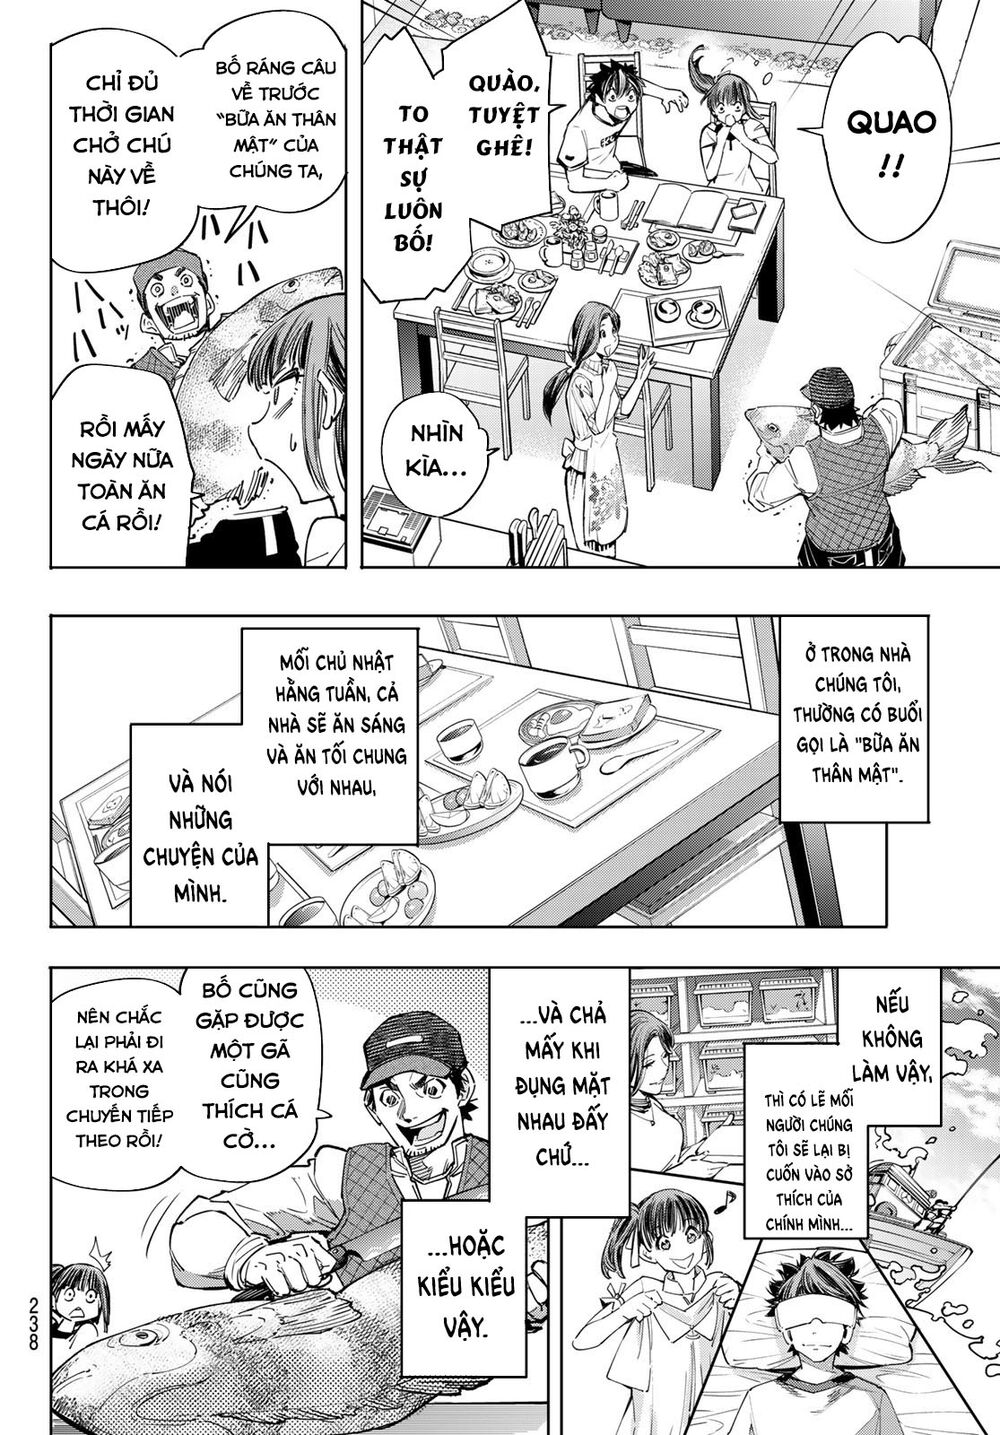 QUAO
!!
QUÀO,
TUYỆT
GHÊ!
TO
THẬT
SỰ
LUÔN
BỐ!
NHÌN
KÌA...
BỐ RÁNG CÂU
VỀ TRƯỚC
“BỮA ĂN THÂN
MẬT” CỦA
CHÚNG TA,
CHỈ ĐỦ
THỜI GIAN
CHỞ CHÚ
NÀY VỀ
THÔI!
RỒI MẤY
NGÀY NỮA
TOÀN ĂN
CÁ RỒI!
Ở TRONG NHÀ
CHÚNG TÔI,
THƯỜNG CÓ BUỔI
GỌI LÀ "BỮA ĂN
THÂN MẬT".
MỖI CHỦ NHẬT
HẰNG TUẦN, CẢ
NHÀ SẼ ĂN SÁNG
VÀ ĂN TỐI CHUNG
VỚI NHAU,
VÀ NÓI
NHỮNG
CHUYỆN CỦA
MÌNH.
NẾU
KHÔNG
LÀM VẬY,
THÌ CÓ LẼ MỖI
NGƯỜI CHÚNG
TÔI SẼ LẠI BỊ
CUỐN VÀO SỞ
THÍCH CỦA
CHÍNH MÌNH...
...VÀ CHẢ
MẤY KHI
ĐỤNG MẶT
NHAU ĐẤY
CHỨ...
...HOẶC
KIỂU KIỂU
VẬY.
BỐ CŨNG
GẶP ĐƯỢC
MỘT GÃ
CŨNG
THÍCH CÁ
CỜ...
NÊN CHẮC
LẠI PHẢI ĐI
RA KHÁ XA
TRONG
CHUYẾN TIẾP
THEO RỒI!
238